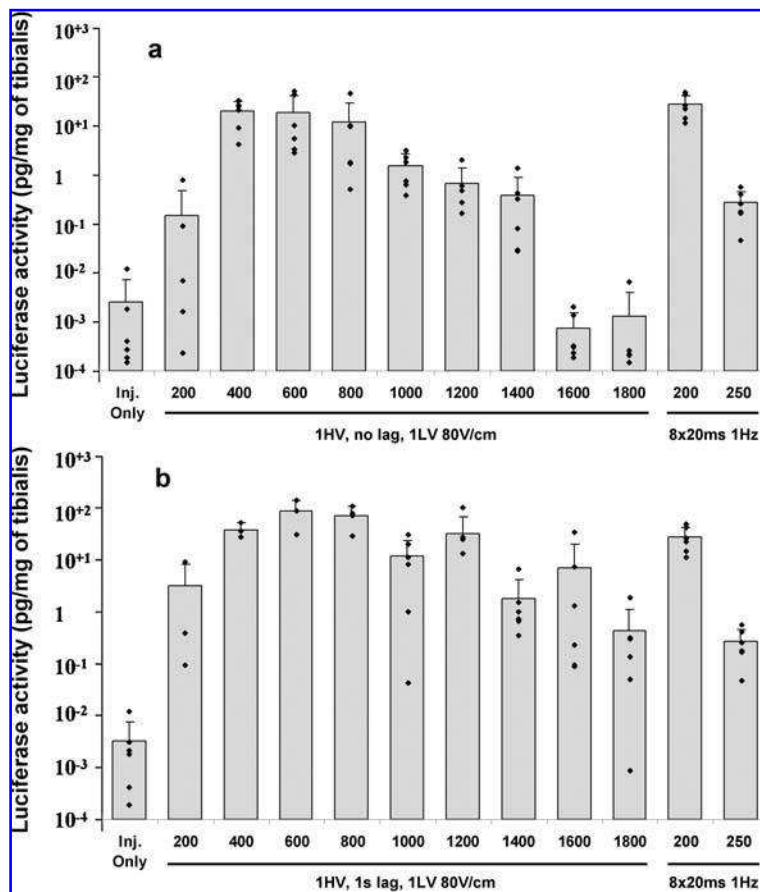 a
Luciferase activity (pg/mg of tibialis)
10+3
10+2
10+1
1
10-1
10-2
10-3
10-4
Inj. Only 200 400 600 800 1000 1200 1400 1600 1800 200 250
1HV, no lag, 1LV 80V/cm 8x20ms 1Hz
b
Luciferase activity (pg/mg of tibialis)
10+3
10+2
10+1
1
10-1
10-2
10-3
10-4
Inj. Only 200 400 600 800 1000 1200 1400 1600 1800 200 250
1HV, 1s lag, 1LV 80V/cm 8x20ms 1Hz